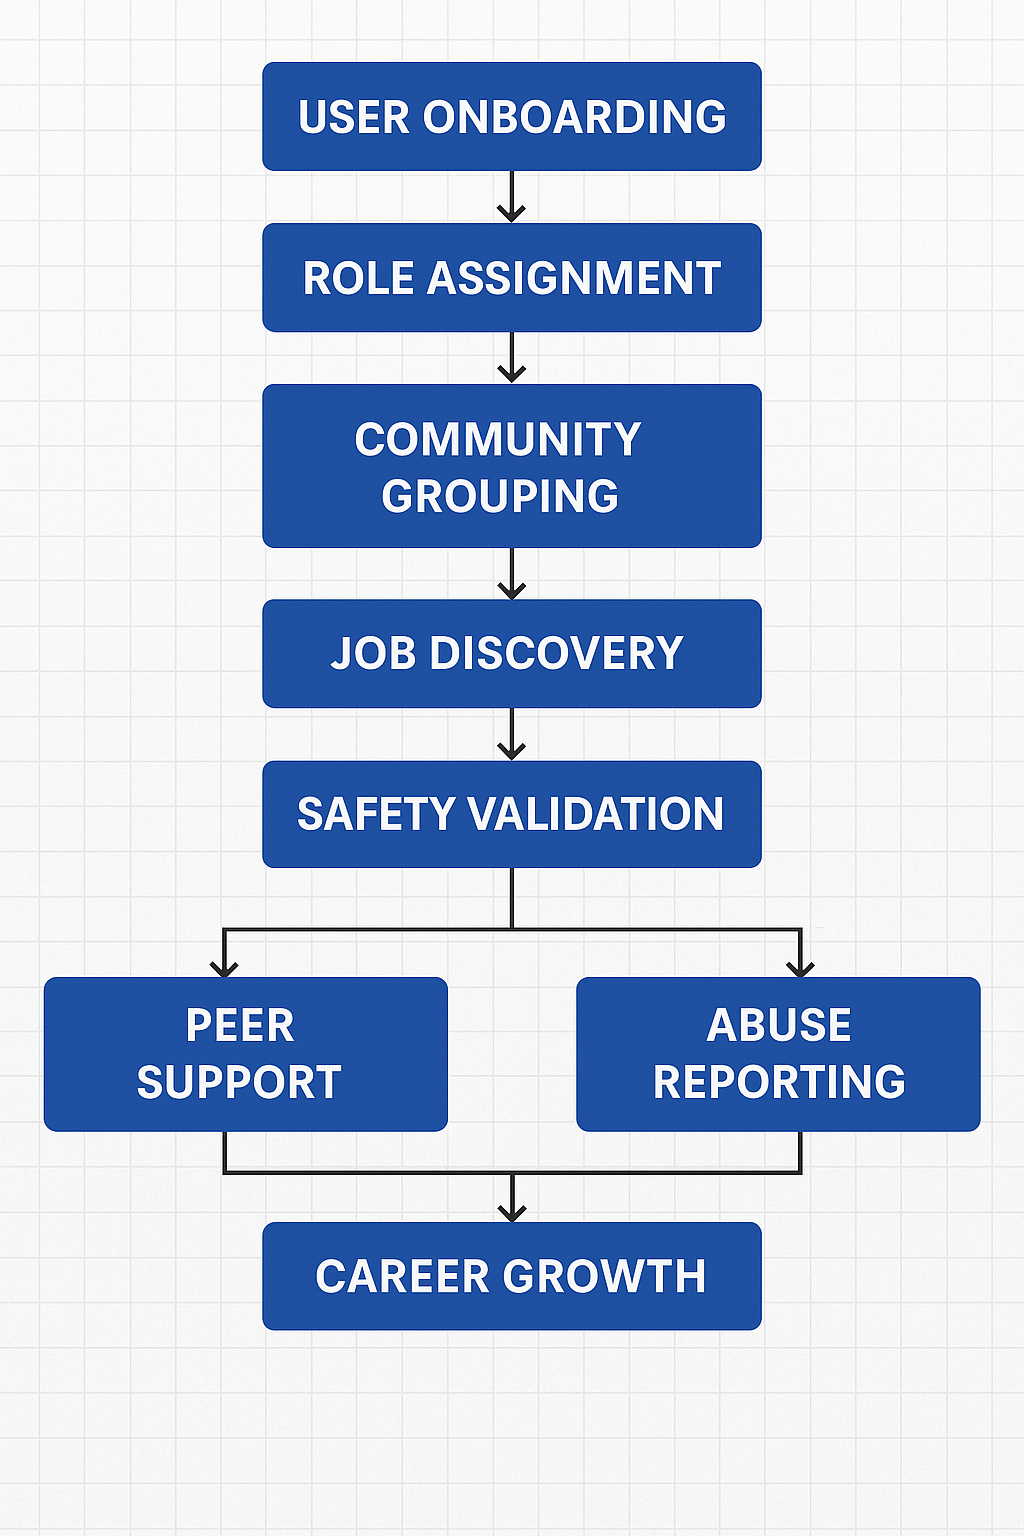 USER ONBOARDING
ROLE ASSIGNMENT
COMMUNITY
GROUPING
JOB DISCOVERY
SAFETY VALIDATION
PEER
SUPPORT
ABUSE
REPORTING
CAREER GROWTH